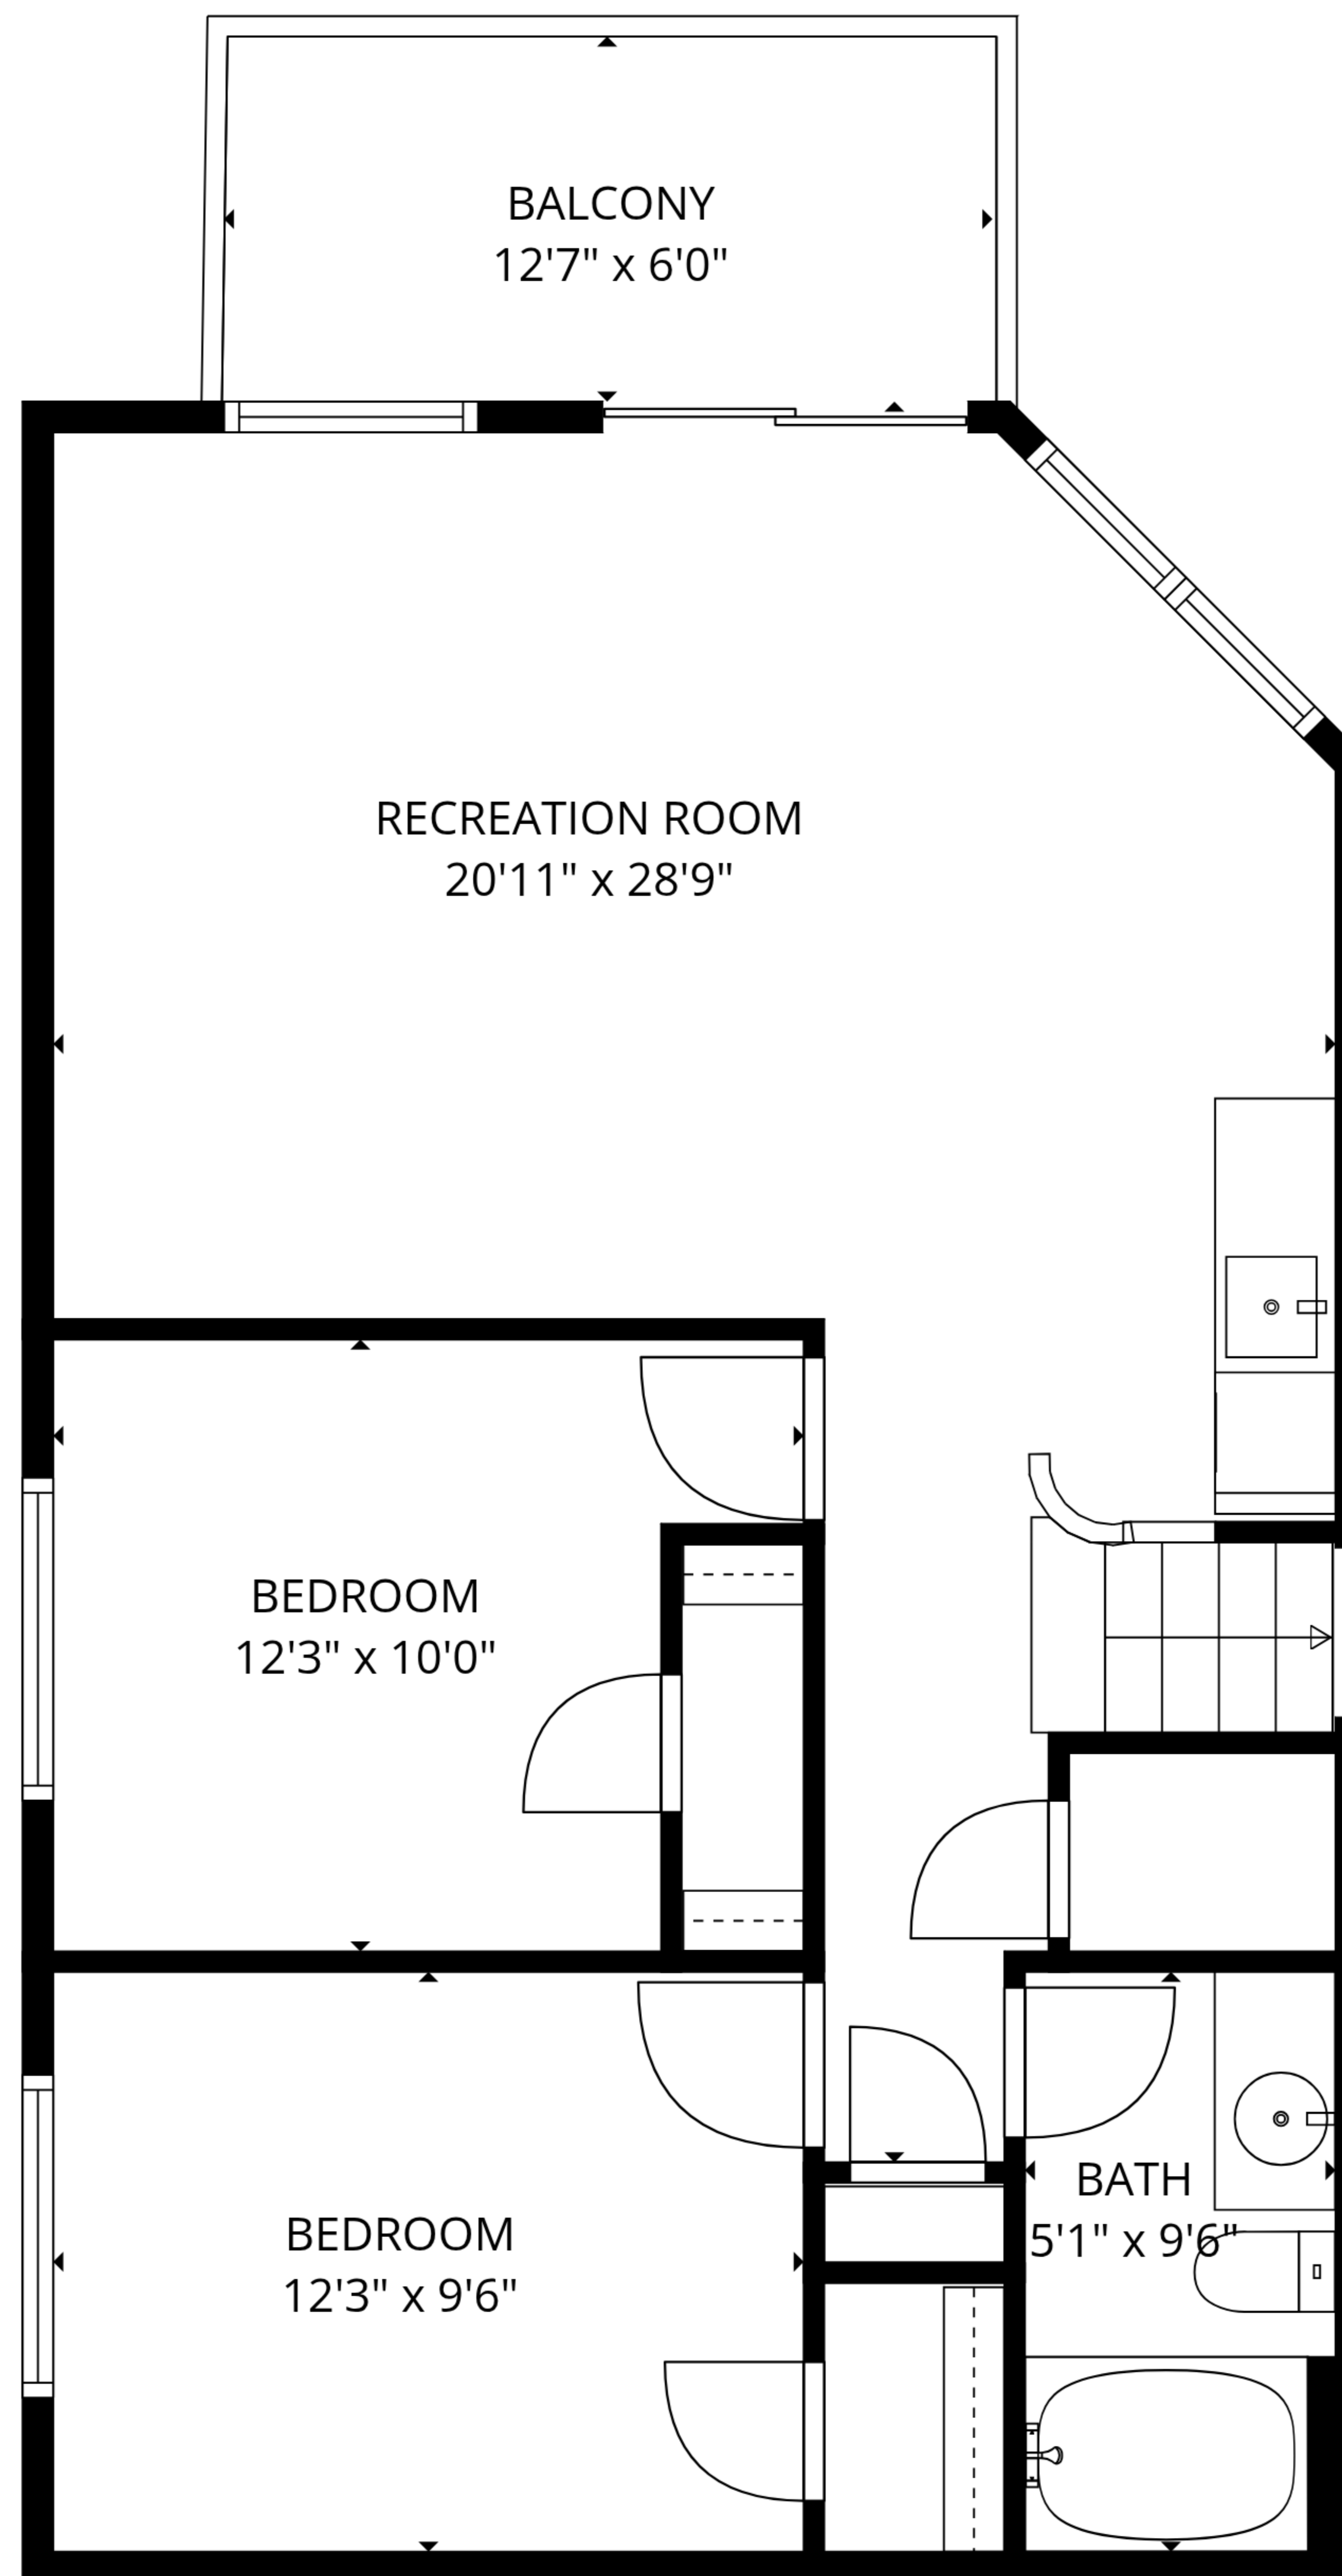 BALCONY
12'7" x 6'0"
RECREATION ROOM
20'11" x 28'9"
BEDROOM
12'3" x 10'0"
BATH
5'1" x 9'6"
BEDROOM
12'3" x 9'6"